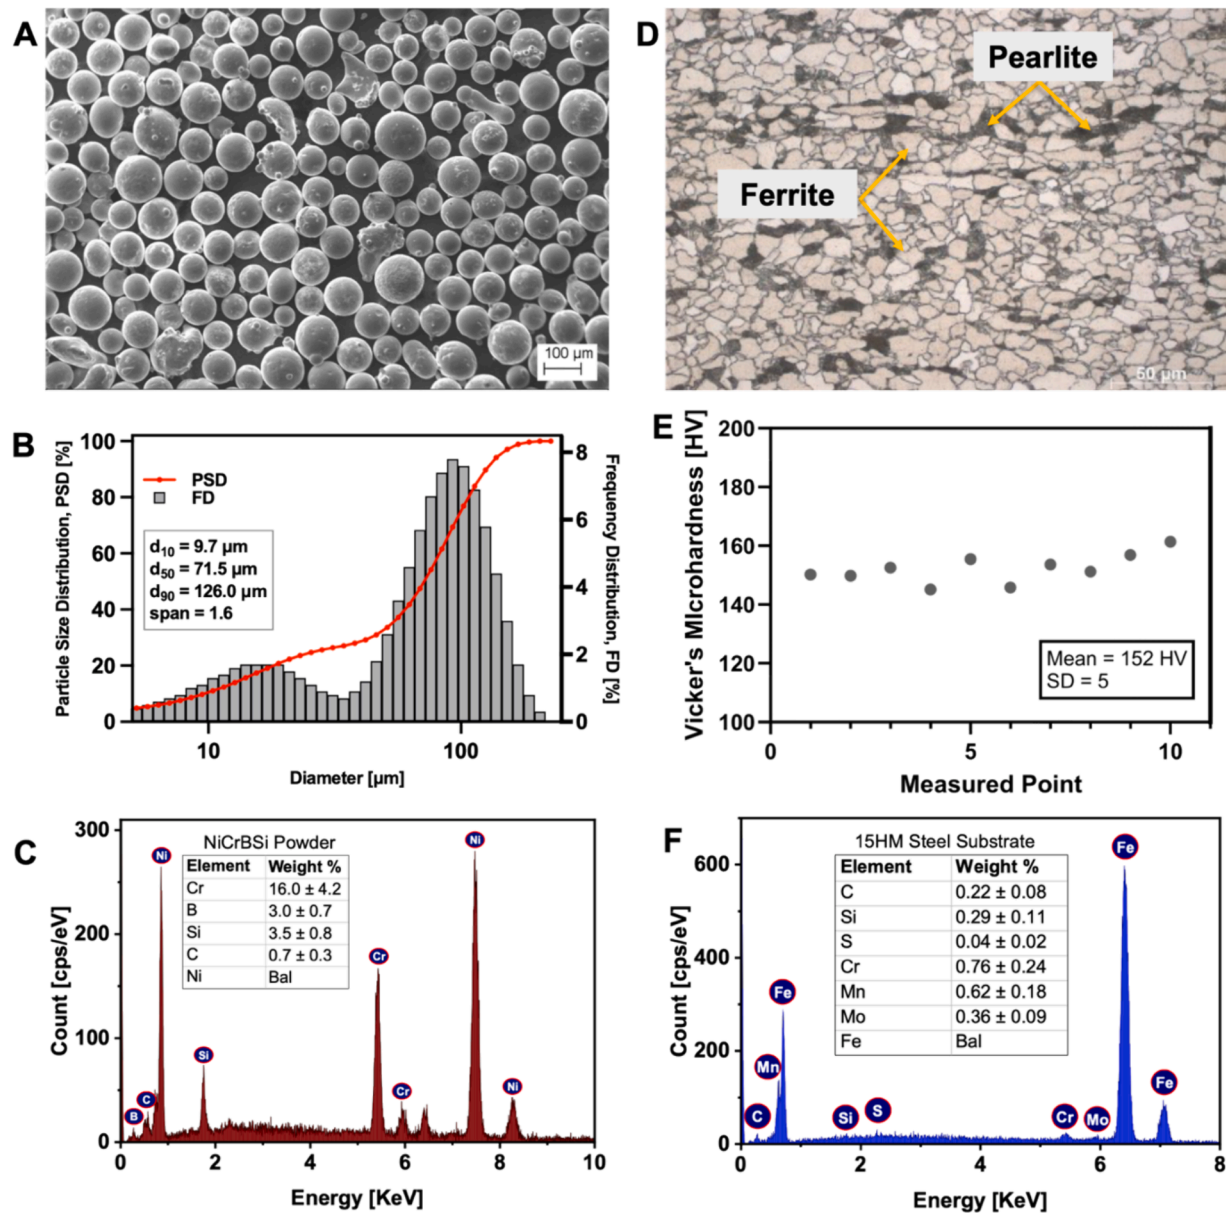 A
100 µm
D
Pearlite
Ferrite
50 µm
B
Particle Size Distribution, PSD [%]
100
80
60
40
20
0
PSD
FD
d10 = 9.7 µm
d50 = 71.5 µm
d90 = 126.0 µm
span = 1.6
8
6
4
2
0
Frequency Distribution, FD [%]
10
100
Diameter [µm]
E
Vicker's MIcrohardness [HV]
200
180
160
140
120
100
Mean = 152 HV
SD = 5
0
5
10
Measured Point
C
Count [cps/eV]
300
200
100
0
NiCrBSi Powder
Element Weight %
Cr 16.0 ± 4.2
B 3.0 ± 0.7
Si 3.5 ± 0.8
C 0.7 ± 0.3
Ni Bal
B
C
Ni
Si
Cr
Cr
Ni
Ni
0 2 4 6 8 10
Energy [KeV]
F
Count [cps/eV]
600
400
200
0
15HM Steel Substrate
Element Weight %
C 0.22 ± 0.08
Si 0.29 ± 0.11
S 0.04 ± 0.02
Cr 0.76 ± 0.24
Mn 0.62 ± 0.18
Mo 0.36 ± 0.09
Fe Bal
C
Mn
Fe
Si
S
Cr
Mo
Fe
Fe
0 2 4 6 8
Energy [KeV]